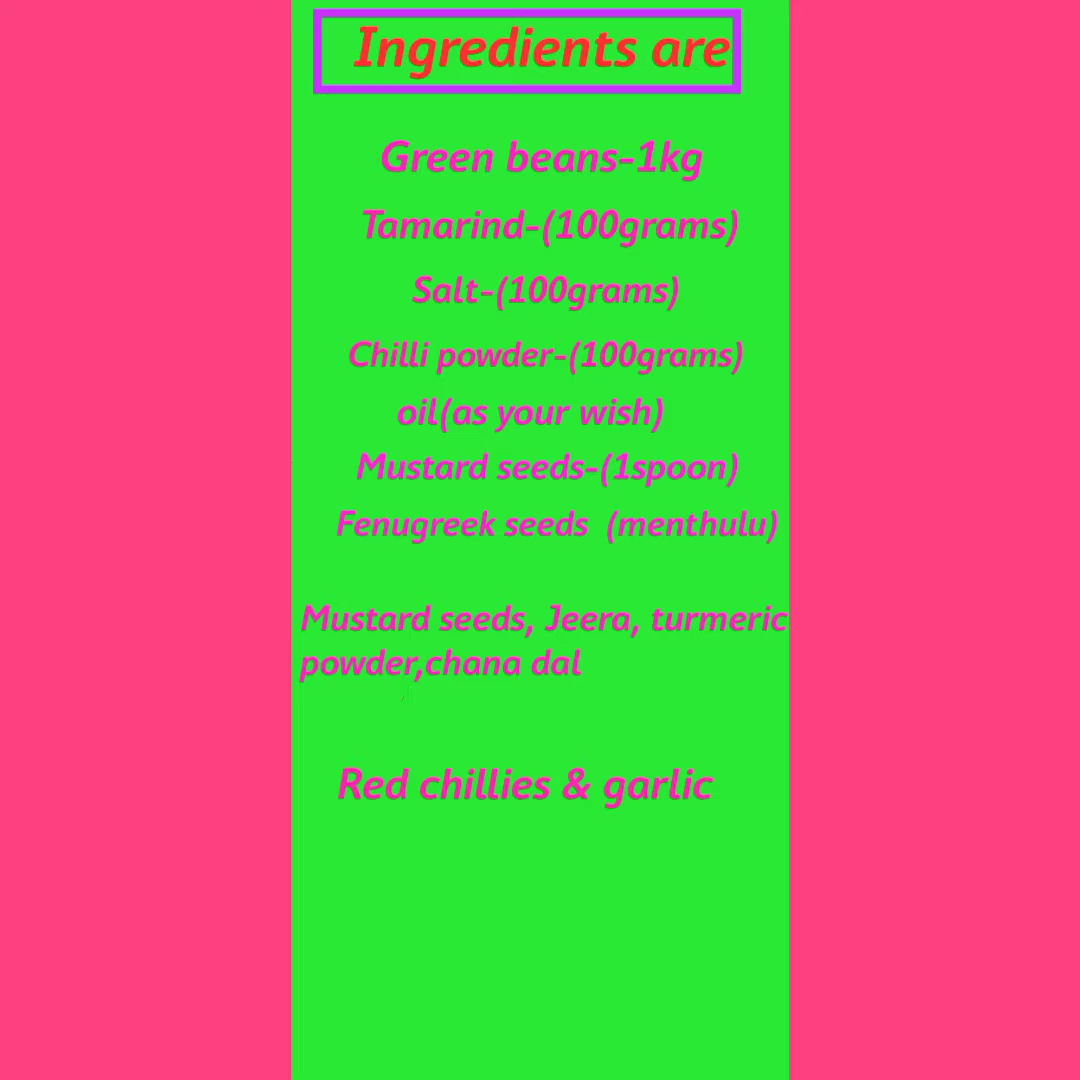 Ingredients are
Green beans-1kg
Tamarind-(100grams)
Salt-(100grams)
Chilli powder-(100grams)
oil(as your wish)
Mustard seeds-(1spoon)
Fenugreek seeds (menthulu)
Mustard seeds, Jeera, turmeric
powder,chana dal
Red chillies & garlic